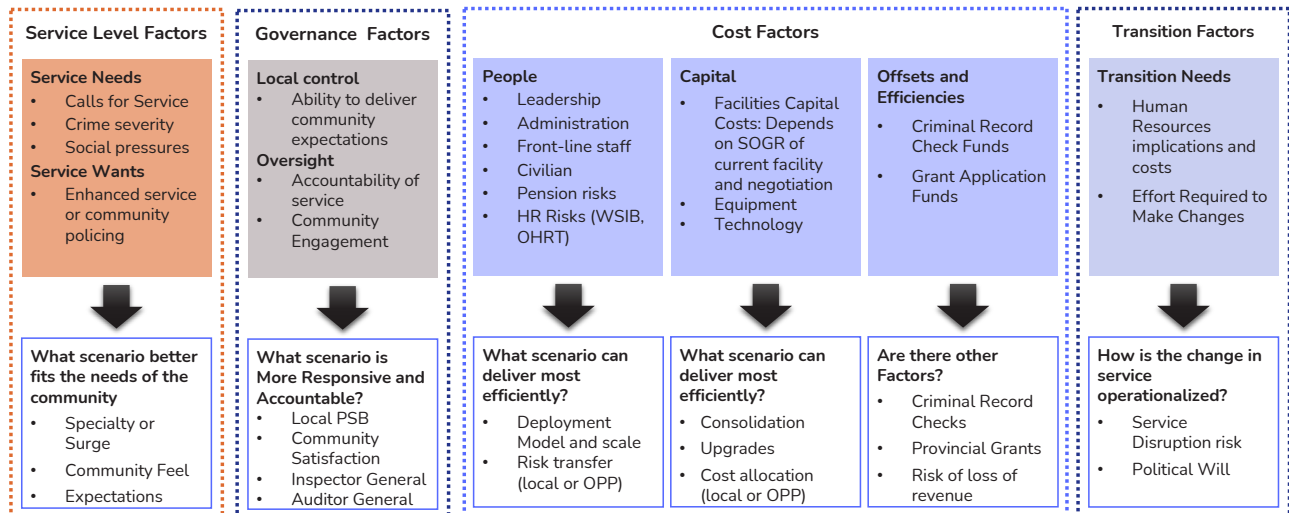 Service Level Factors
Service Needs
• Calls for Service
• Crime severity
• Social pressures
Service Wants
• Enhanced service
or community
policing
What scenario better
fits the needs of the
community
• Specialty or
Surge
• Community Feel
• Expectations
Governance Factors
Local control
• Ability to deliver
community
expectations
Oversight
• Accountability of
service
• Community
Engagement
What scenario is
More Responsive and
Accountable?
• Local PSB
• Community
Satisfaction
• Inspector General
• Auditor General
Cost Factors
People
• Leadership
• Administration
• Front-line staff
• Civilian
• Pension risks
• HR Risks (WSIB,
OHRT)
What scenario can
deliver most
efficiently?
• Deployment
Model and scale
• Risk transfer
(local or OPP)
Capital
• Facilities Capital
Costs: Depends
on SOGR of
current facility
and negotiation
• Equipment
• Technology
What scenario can
deliver most
efficiently?
• Consolidation
• Upgrades
• Cost allocation
(local or OPP)
Offsets and
Efficiencies
• Criminal Record
Check Funds
• Grant Application
Funds
Are there other
Factors?
• Criminal Record
Checks
• Provincial Grants
• Risk of loss of
revenue
Transition Factors
Transition Needs
• Human
Resources
implications and
costs
• Effort Required to
Make Changes
How is the change in
service
operationalized?
• Service
Disruption risk
• Political Will